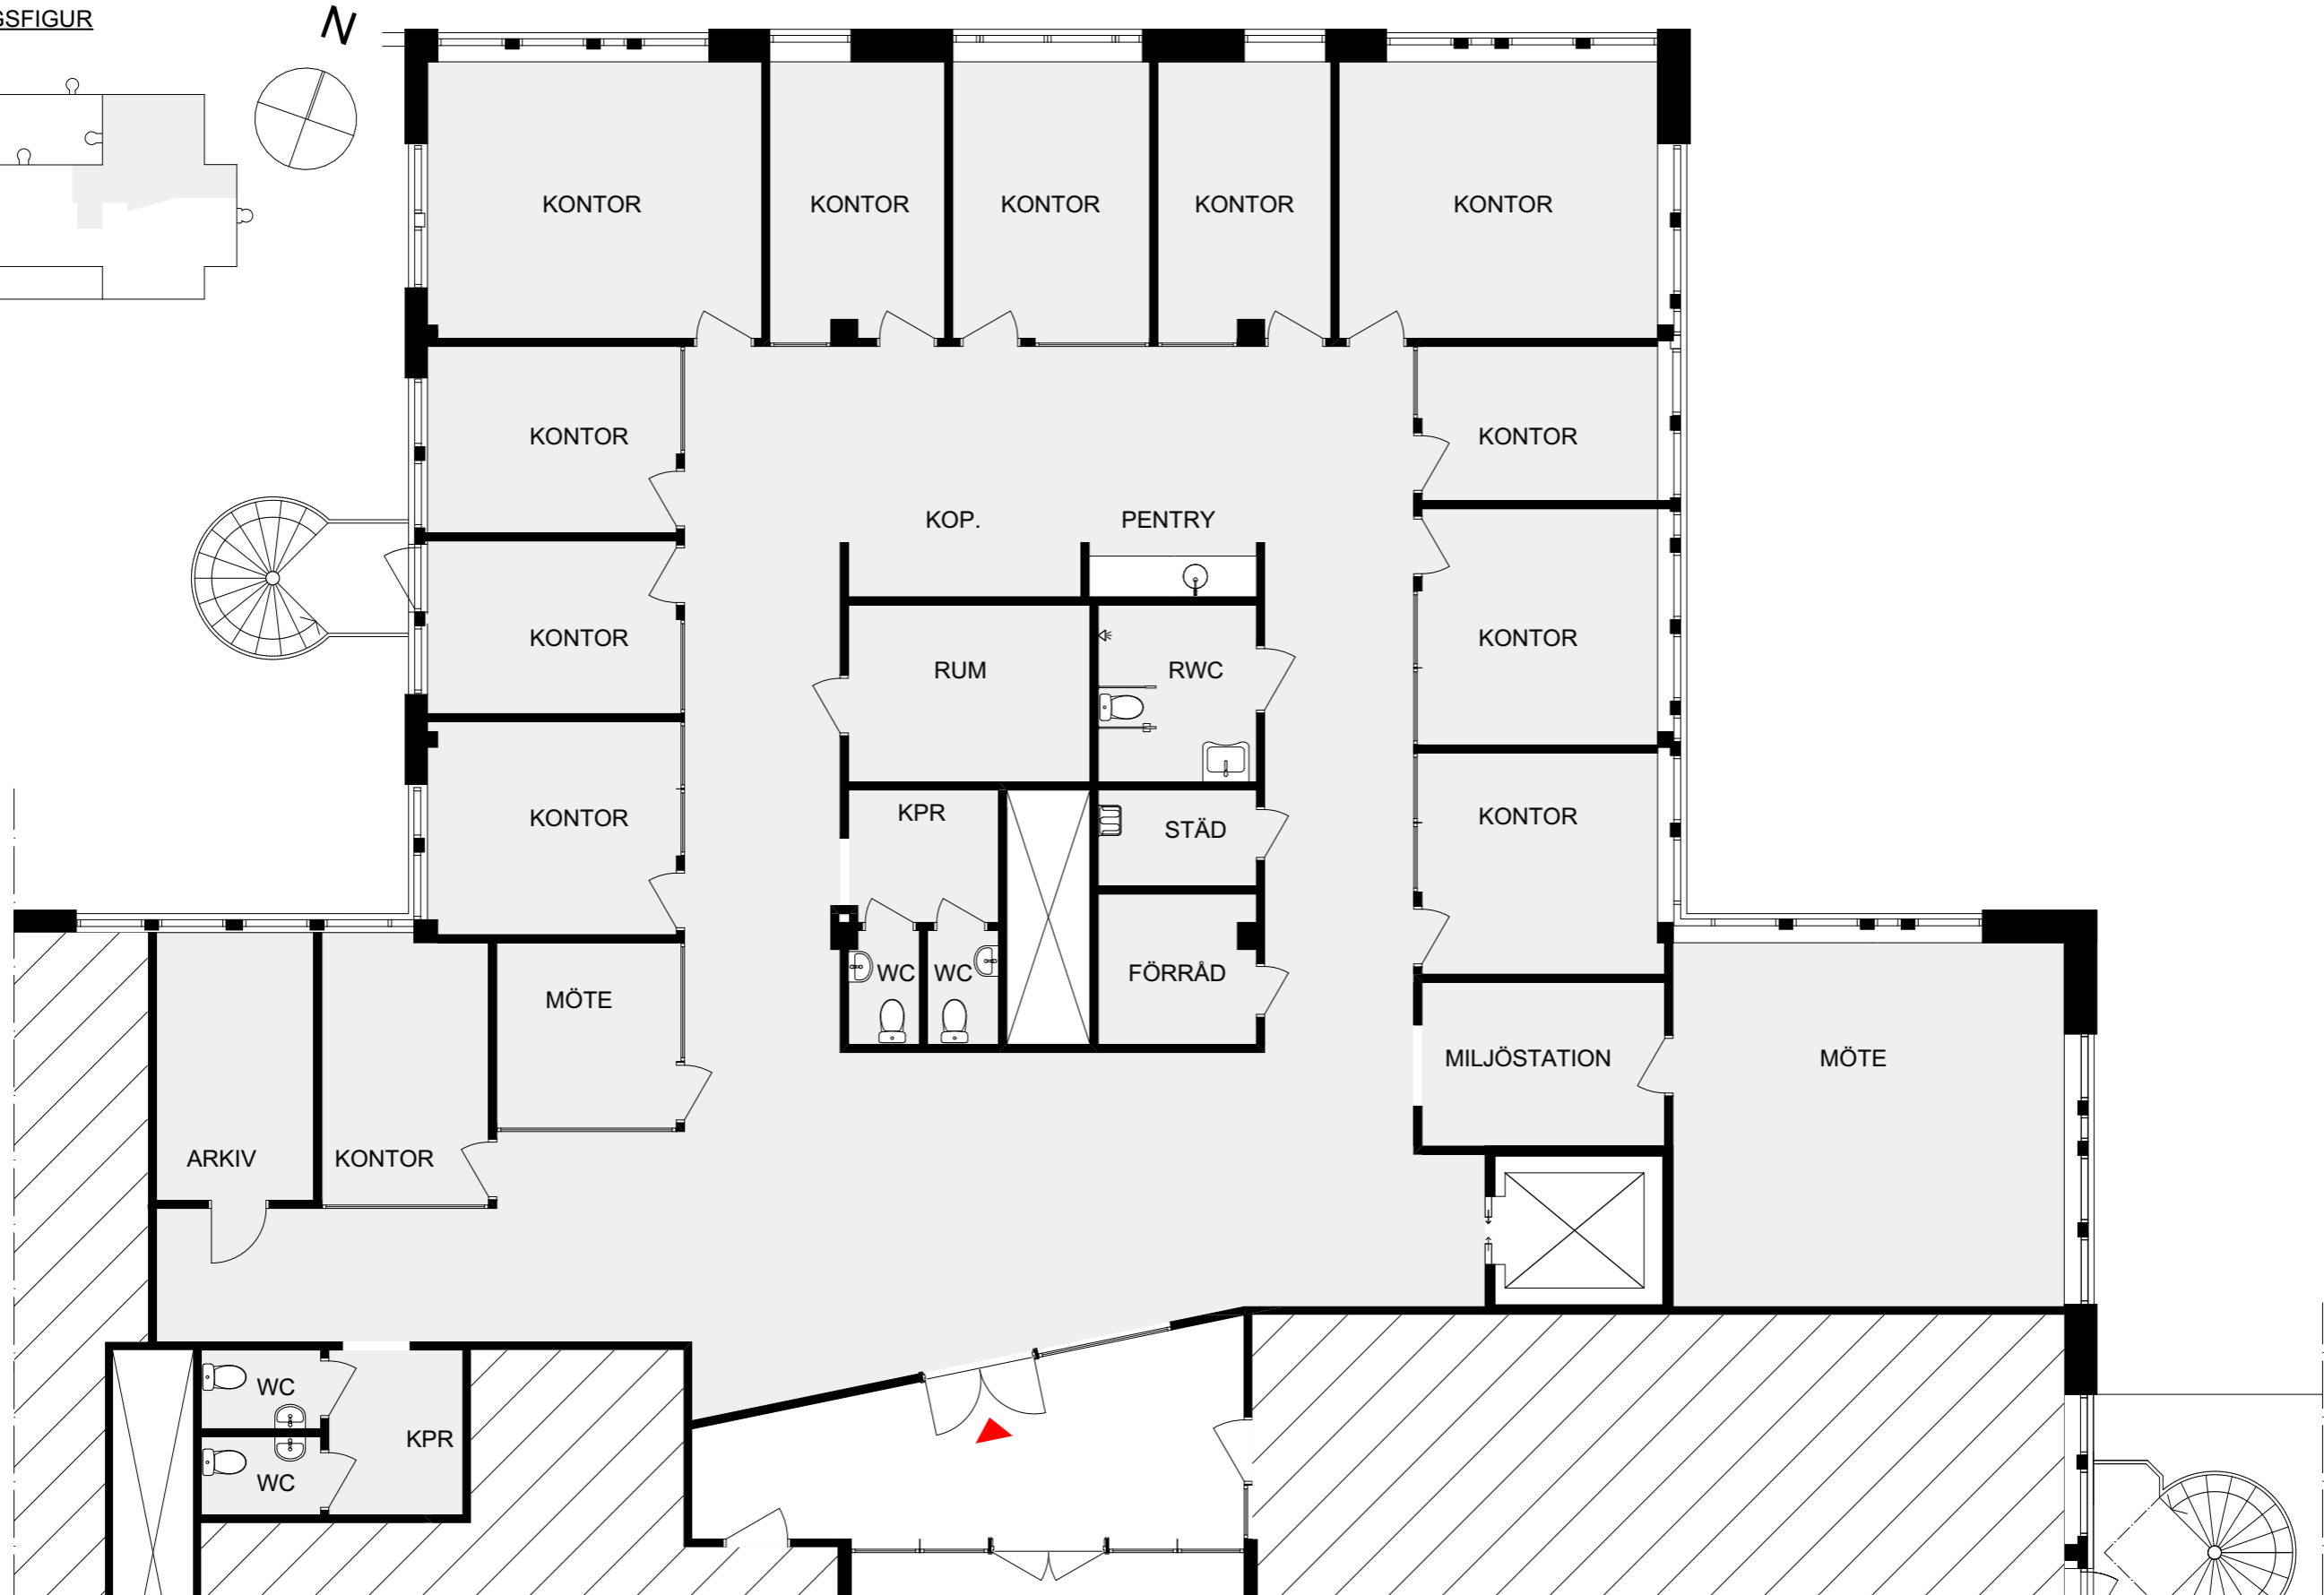 GSFIGUR
N
KONTOR KONTOR KONTOR KONTOR KONTOR
KONTOR KONTOR
KOP. PENTRY
KONTOR KONTOR
RUM RWC
KONTOR KPR STÄD KONTOR
WC WC FÖRRÅD
MÖTE
MILJÖSTATION MÖTE
ARKIV KONTOR
WC
KPR
WC